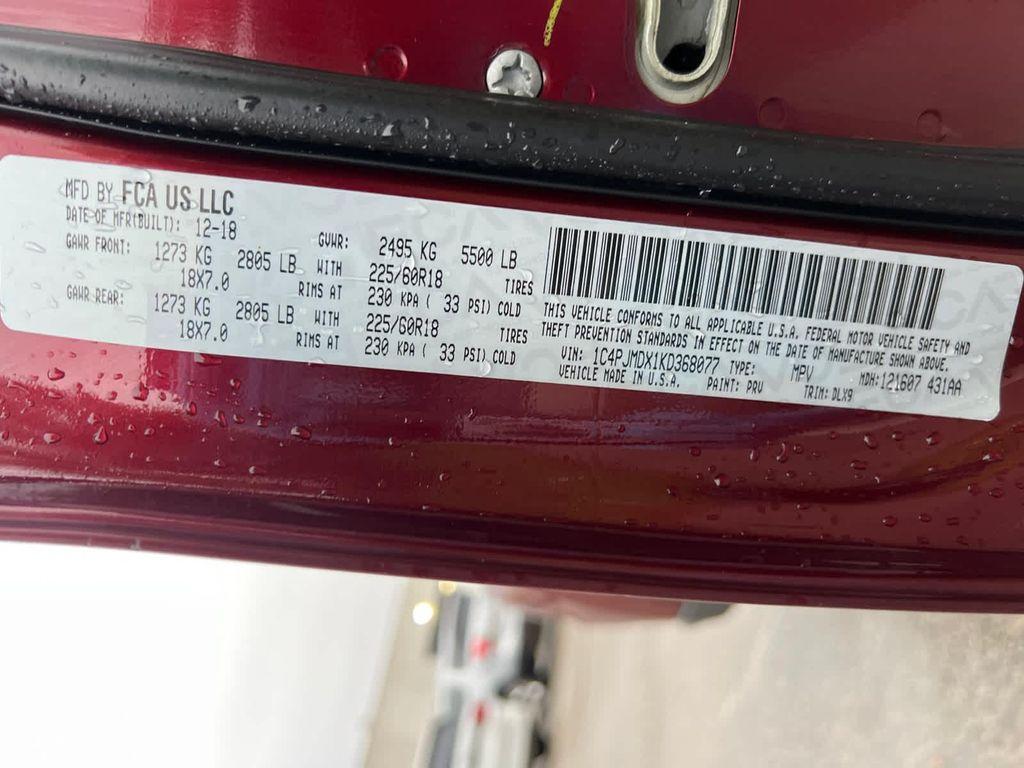 MFD BY FCA US LLC
DATE OF MFR(BUILT): 12-18 GVWR: 2495 KG 5500 LB
GAWR FRONT: 1273 KG 2805 LB WITH 225/60R18 TIRES
18X7.0 RIMS AT 230 KPA ( 33 PSI) COLD
GAWR REAR: 1273 KG 2805 LB WITH 225/60R18 TIRES
18X7.0 RIMS AT 230 KPA ( 33 PSI) COLD
THIS VEHICLE CONFORMS TO ALL APPLICABLE U.S.A. FEDERAL MOTOR VEHICLE SAFETY AND
THEFT PREVENTION STANDARDS IN EFFECT ON THE DATE OF MANUFACTURE SHOWN ABOVE.
VIN: 1C4PJMDX1KD368077 TYPE: MPV MDH:121607 431AA
VEHICLE MADE IN U.S.A. PAINT: PRV TRIM: DLX9